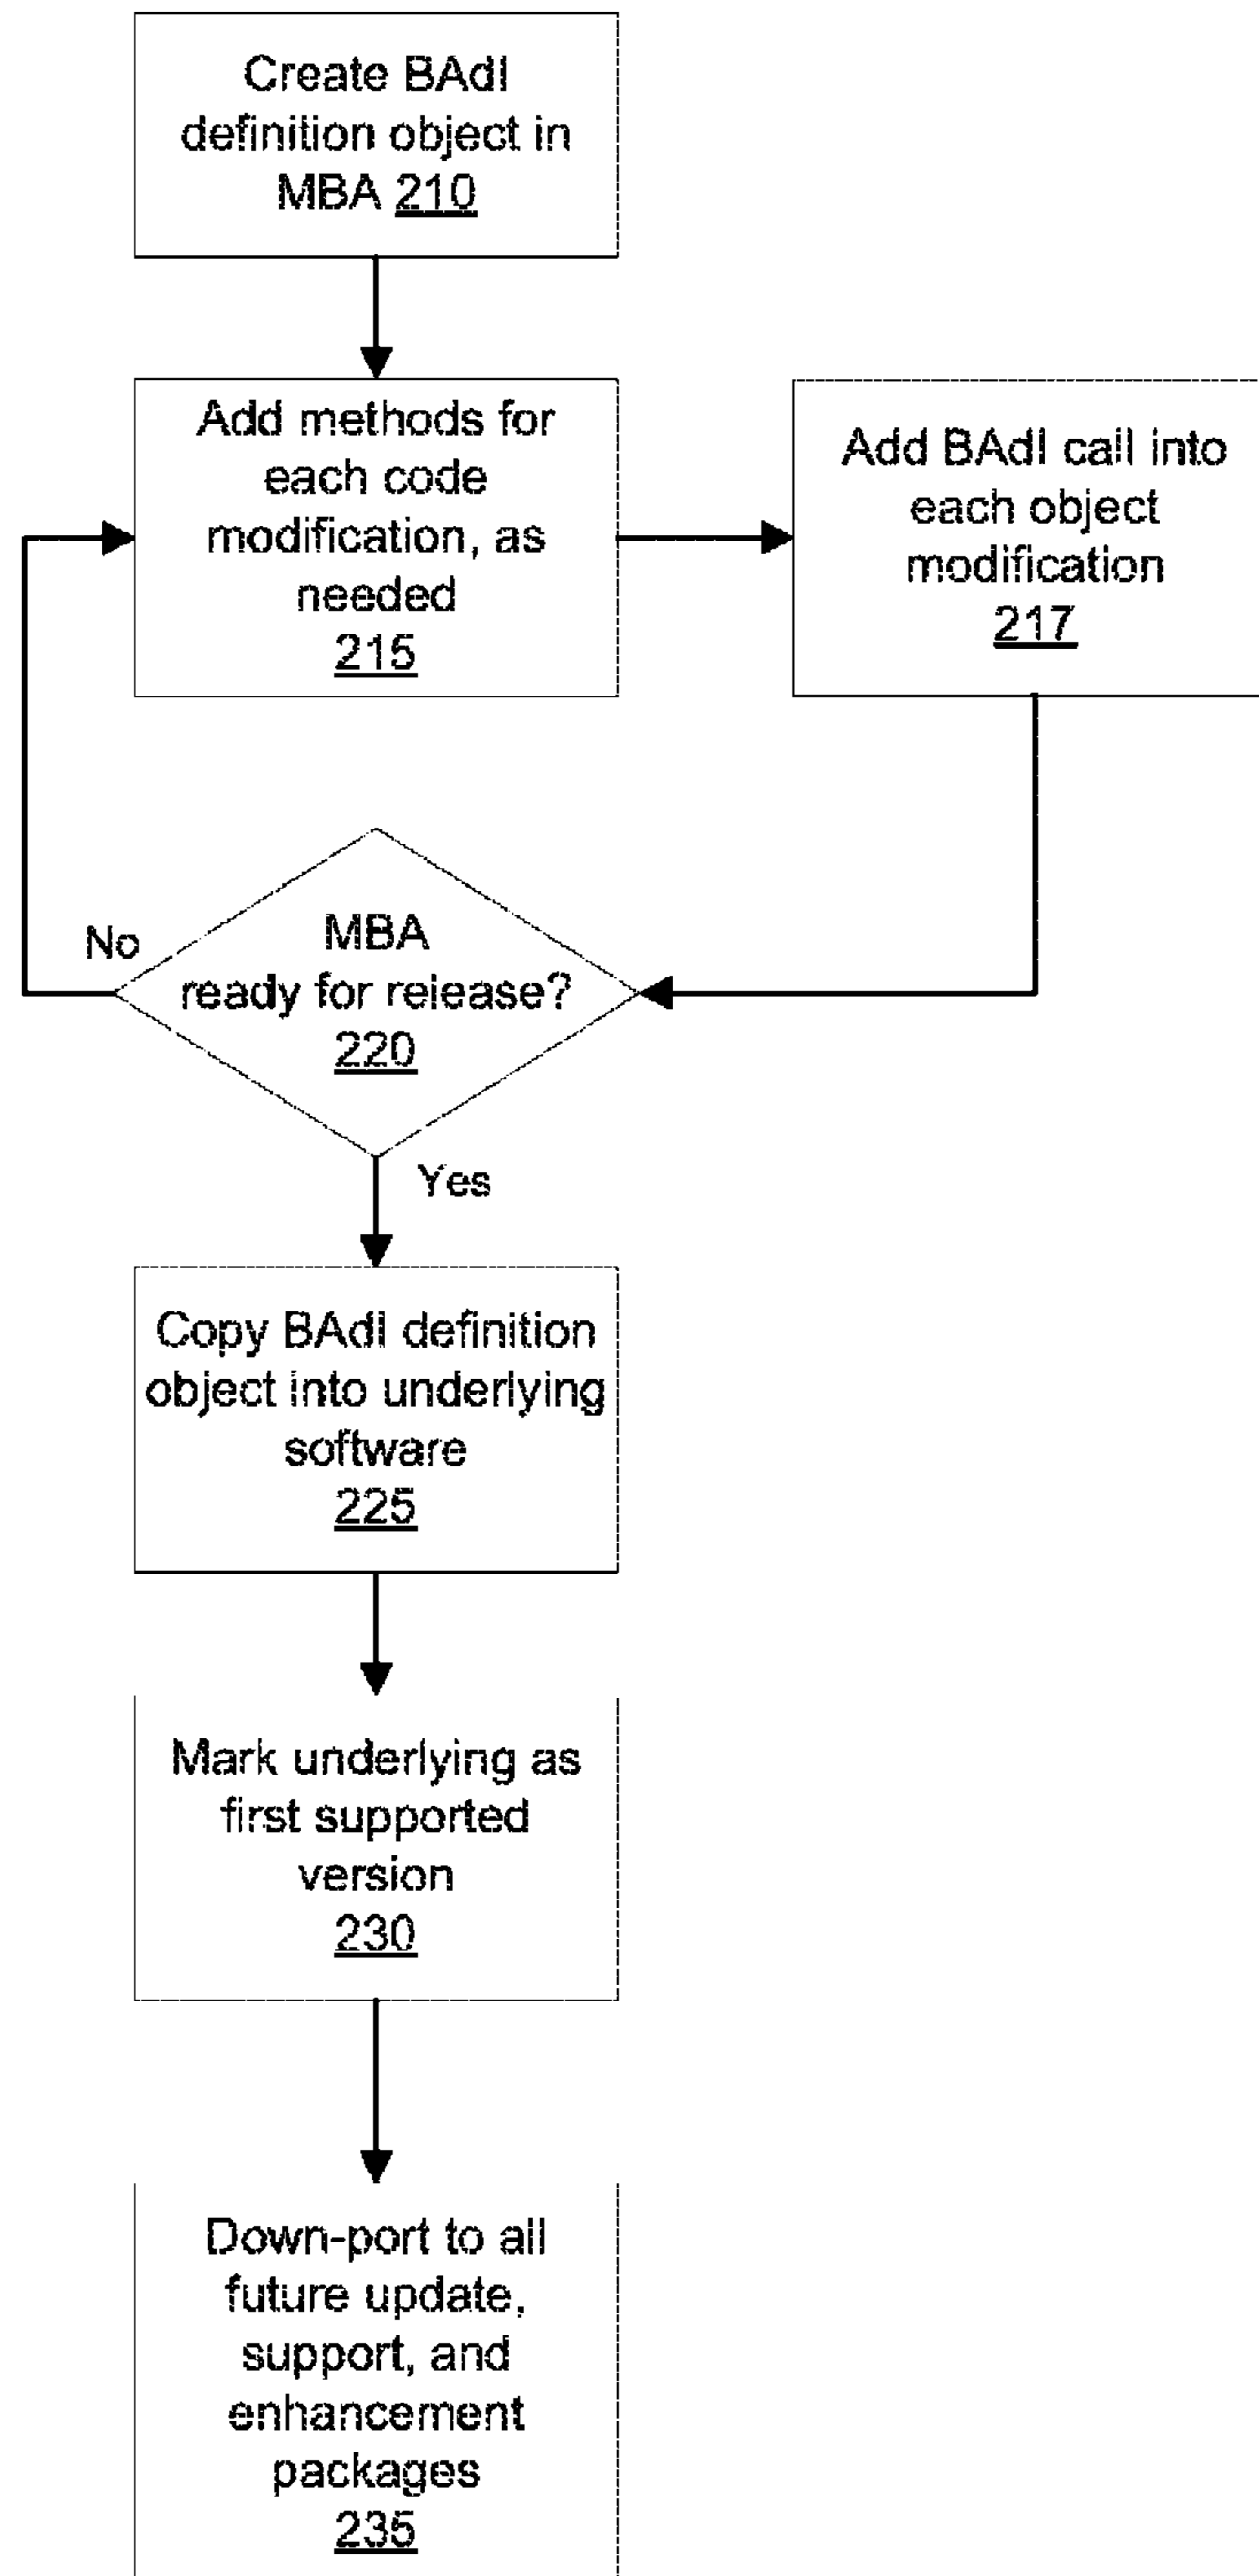 Create BAdI
definition object in
MBA 210
Add methods for
each code
modification, as
needed
215
Add BAdI call into
each object
modification
217
No
MBA
ready for release?
220
Yes
Copy BAdI definition
object into underlying
software
225
Mark underlying as
first supported
version
230
Down-port to all
future update,
support, and
enhancement
packages
235